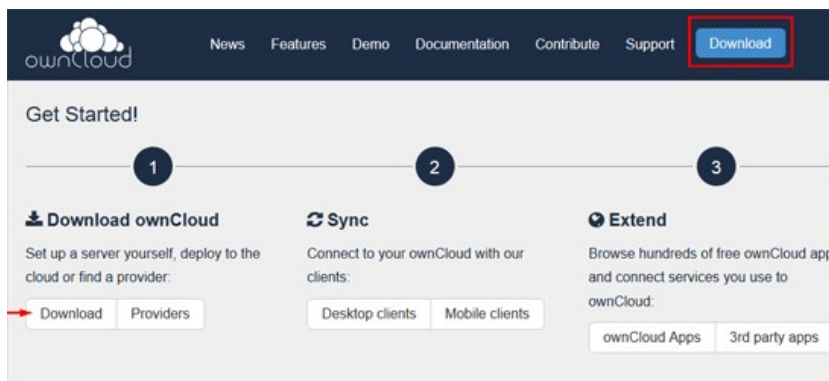 ownCloud
News Features Demo Documentation Contribute Support Download
Get Started!
1 2 3
Download ownCloud
Set up a server yourself, deploy to the
cloud or find a provider:
Download Providers
Sync
Connect to your ownCloud with our
clients:
Desktop clients Mobile clients
Extend
Browse hundreds of free ownCloud app
and connect services you use to
ownCloud:
ownCloud Apps 3rd party apps